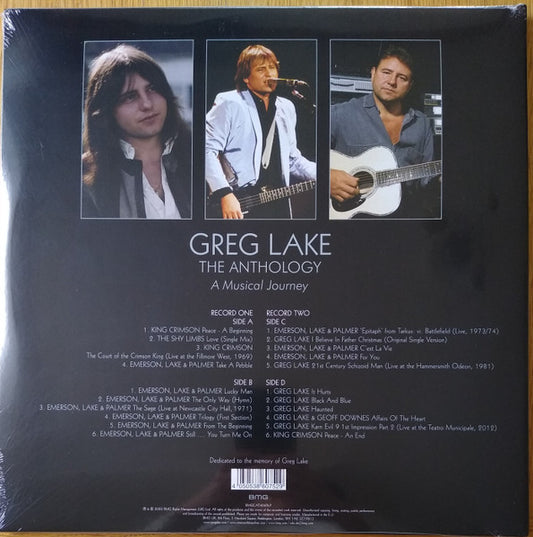 GREG LAKE
THE ANTHOLOGY
A Musical Journey
RECORD ONE
SIDE A
1. KING CRIMSON Peace - A Beginning
2. THE SHY LIMBS Love (Single Mix)
3. KING CRIMSON
The Court of the Crimson King (Live at the Fillmore West, 1969)
4. EMERSON, LAKE & PALMER Take A Pebble
SIDE B
1. EMERSON, LAKE & PALMER Lucky Man
2. EMERSON, LAKE & PALMER The Only Way (Hymn)
3. EMERSON, LAKE & PALMER The Sage (Live at Newcastle City Hall, 1971)
4. EMERSON, LAKE & PALMER Trilogy (First Section)
5. EMERSON, LAKE & PALMER From The Beginning
6. EMERSON, LAKE & PALMER Still .... You Turn Me On
RECORD TWO
SIDE C
1. EMERSON, LAKE & PALMER 'Epitaph' from Tarkus: vi. Battlefield (Live, 1973/74)
2. GREG LAKE I Believe In Father Christmas (Original Single Version)
3. EMERSON, LAKE & PALMER C'est La Vie
4. EMERSON, LAKE & PALMER For You
5. GREG LAKE 21st Century Schizoid Man (Live at the Hammersmith Odeon, 1981)
SIDE D
1. GREG LAKE It Hurts
2. GREG LAKE Black And Blue
3. GREG LAKE Haunted
4. GREG LAKE & GEOFF DOWNES Affairs Of The Heart
5. GREG LAKE Karn Evil 9 1st Impression Part 2 (Live at the Teatro Municipale, 2012)
6. KING CRIMSON Peace - An End
Dedicated to the memory of Greg Lake
4 050538 607529
BMG